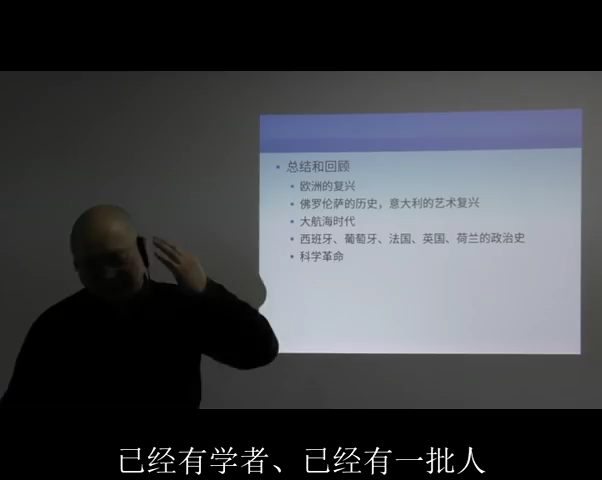 总结和回顾
欧洲的复兴
佛罗伦萨的历史，意大利的艺术复兴
大航海时代
西班牙、葡萄牙、法国、英国、荷兰的政治史
科学革命
已经有学者、已经有一批人